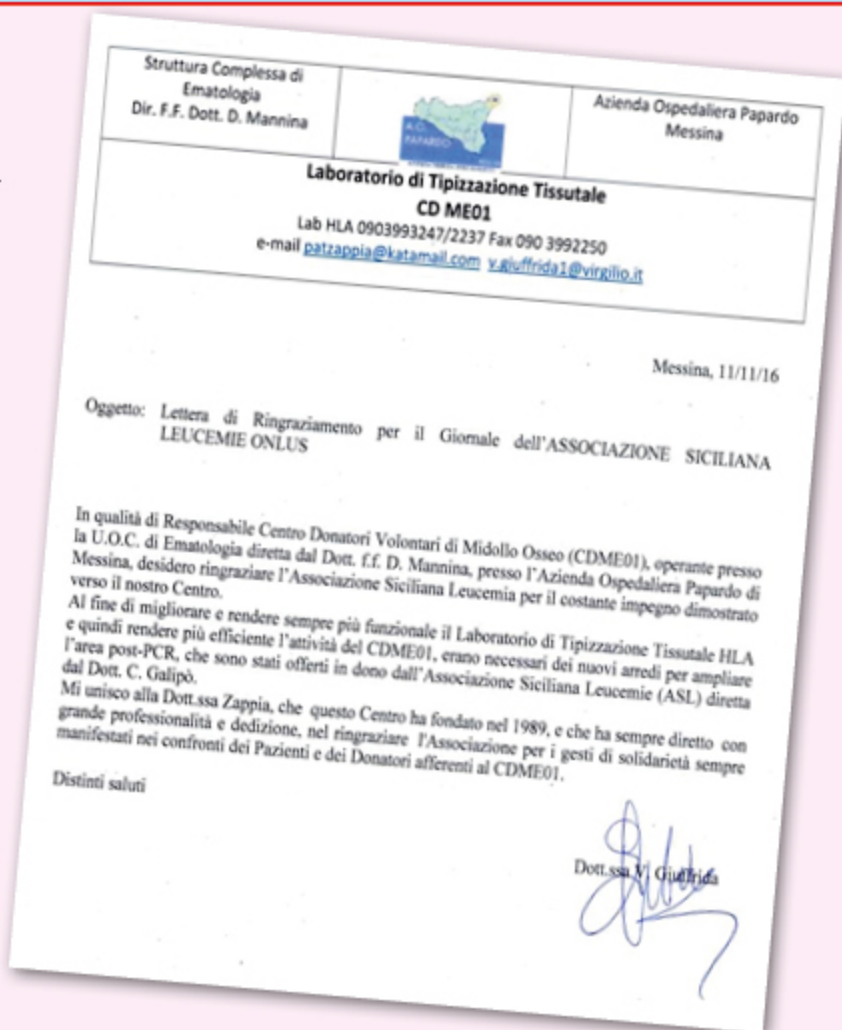 Struttura Complessa di
Ematologia
Dir. F.F. Dott. D. Mannina
A.O.
PAPARDO
Azienda Ospedaliera Papardo
Messina
Laboratorio di Tipizzazione Tissutale
CD ME01
Lab HLA 0903993247/2237 Fax 090 3992250
e-mail patzappia@katamail.com v.giuffrida1@virgilio.it
Messina, 11/11/16
Oggetto: Lettera di Ringraziamento per il Giornale dell'ASSOCIAZIONE SICILIANA
LEUCEMIE ONLUS
In qualità di Responsabile Centro Donatori Volontari di Midollo Osseo (CDME01), operante presso
la U.O.C. di Ematologia diretta dal Dott. f.f. D. Mannina, presso l'Azienda Ospedaliera Papardo di
Messina, desidero ringraziare l'Associazione Siciliana Leucemia per il costante impegno dimostrato
verso il nostro Centro.
Al fine di migliorare e rendere sempre più funzionale il Laboratorio di Tipizzazione Tissutale HLA
e quindi rendere più efficiente l'attività del CDME01, erano necessari dei nuovi arredi per ampliare
l'area post-PCR, che sono stati offerti in dono dall'Associazione Siciliana Leucemie (ASL) diretta
dal Dott. C. Galipò.
Mi unisco alla Dott.ssa Zappia, che questo Centro ha fondato nel 1989, e che ha sempre diretto con
grande professionalità e dedizione, nel ringraziare l'Associazione per i gesti di solidarietà sempre
manifestati nei confronti dei Pazienti e dei Donatori afferenti al CDME01.
Distinti saluti
Dott.ssa V. Giuffrida